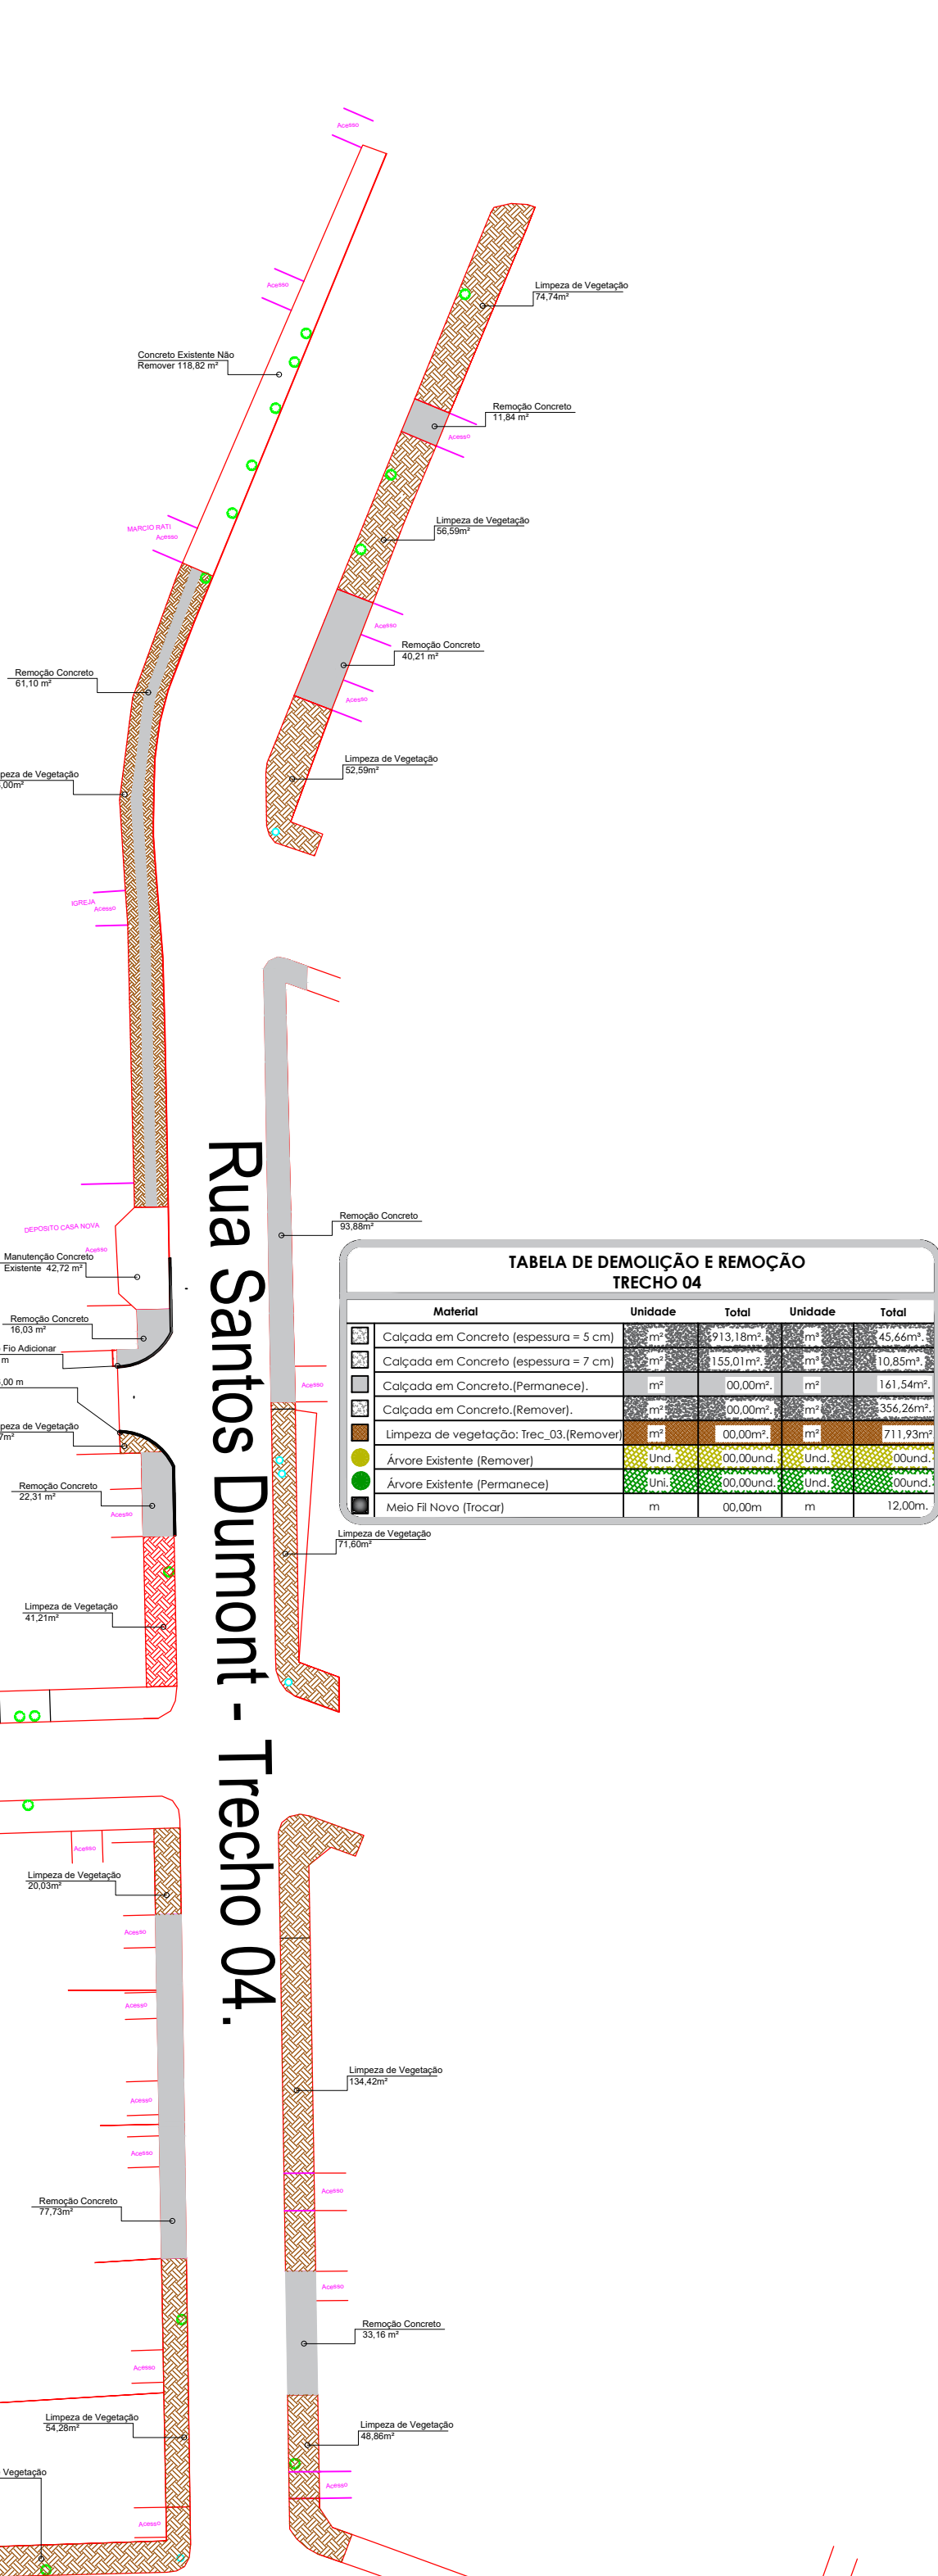 Acesso
Limpeza de Vegetação
74,74m²
Acesso
Concreto Existente Não
Remover 118,82 m²
Remoção Concreto
11,84 m²
Acesso
MARCIO RATI
Acesso
Limpeza de Vegetação
56,59m²
Acesso
Remoção Concreto
40,21 m²
Remoção Concreto
61,10 m²
Acesso
Limpeza de Vegetação
52,59m²
peza de Vegetação
,00m²
IGREJA
Acesso
Rua Santos Dumont - Trecho 04.
Remoção Concreto
93,88m²
DEPOSITO CASA NOVA
Acesso
Manutenção Concreto
Existente 42,72 m²
Remoção Concreto
16,03 m²
Fio Adicionar
m
,00 m
Acesso
peza de Vegetação
7m²
Remoção Concreto
22,31 m²
Acesso
TABELA DE DEMOLIÇÃO E REMOÇÃO
TRECHO 04
Material Unidade Total Unidade Total
Calçada em Concreto (espessura = 5 cm) m² 913,18m². m³ 45,66m³.
Calçada em Concreto (espessura = 7 cm) m² 155,01m². m³ 10,85m³.
Calçada em Concreto.(Permanece). m² 00,00m². m² 161,54m².
Calçada em Concreto.(Remover). m² 00,00m². m² 356,26m².
Limpeza de vegetação: Trec_03.(Remover) m² 00,00m². m² 711,93m².
Árvore Existente (Remover) Und. 00,00und. Und. 00und.
Árvore Existente (Permanece) Uni. 00,00und. Und. 00und.
Meio Fil Novo (Trocar) m 00,00m m 12,00m.
Limpeza de Vegetação
71,60m²
Limpeza de Vegetação
41,21m²
Acesso
Limpeza de Vegetação
20,03m²
Acesso
Acesso
Limpeza de Vegetação
134,42m²
Acesso
Acesso
Acesso
Remoção Concreto
77,73m²
Acesso
Remoção Concreto
33,16 m²
Acesso
Limpeza de Vegetação
54,28m²
Limpeza de Vegetação
48,86m²
Vegetação
Acesso
Acesso